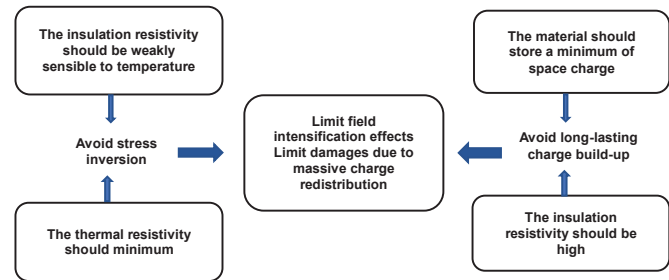 The insulation resistivity
should be weakly
sensible to temperature
Avoid stress
inversion
The thermal resistivity
should minimum
Limit field
intensification effects
Limit damages due to
massive charge
redistribution
The material should
store a minimum of
space charge
Avoid long-lasting
charge build-up
The insulation
resistivity should be
high